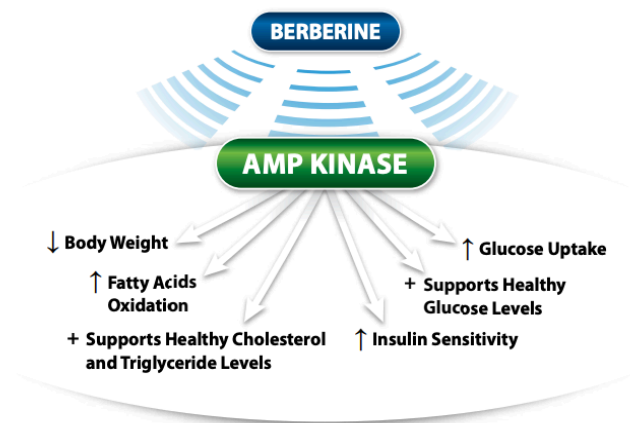 BERBERINE
AMP KINASE
↓ Body Weight
↑ Fatty Acids
Oxidation
+ Supports Healthy Cholesterol
and Triglyceride Levels
↑ Glucose Uptake
+ Supports Healthy
Glucose Levels
↑ Insulin Sensitivity